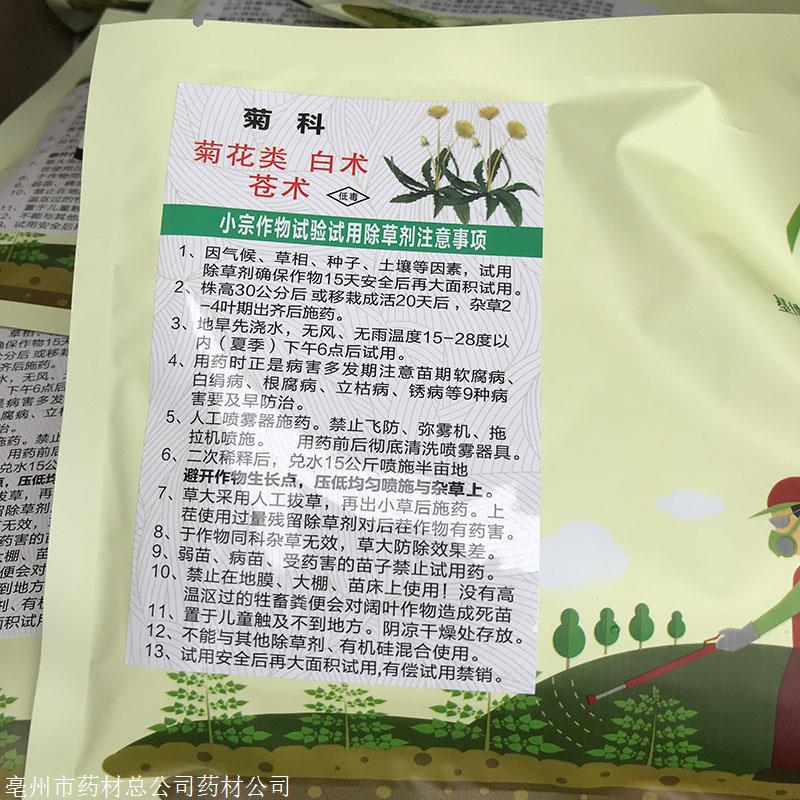 菊 科
菊花类 白术
苍术
低毒
小宗作物试验试用除草剂注意事项
1、因气候、草相、种子、土壤等因素，试用
除草剂确保作物15天安全后再大面积试用。
2、株高30公分后 或移栽成活20天后，杂草2
-4叶期出齐后施药。
3、地旱先浇水，无风、无雨温度15-28度以
内（夏季）下午6点后试用。
4、用药时正是病害多发期注意苗期软腐病、
白绢病、根腐病、立枯病、锈病等9种病
害要及早防治。
5、人工喷雾器施药。禁止飞防、弥雾机、拖
拉机喷施。 用药前后彻底清洗喷雾器具。
6、二次稀释后，兑水15公斤喷施半亩地
避开作物生长点，压低均匀喷施与杂草上。
7、草大采用人工拔草，再出小草后施药。上
茬使用过量残留除草剂对后茬作物有药害。
8、于作物同科杂草无效，草大防除效果差。
9、弱苗、病苗、受药害的苗子禁止试用药。
10、禁止在地膜、大棚、苗床上使用！没有高
温沤过的牲畜粪便会对阔叶作物造成死苗
11、置于儿童触及不到地方。阴凉干燥处存放。
12、不能与其他除草剂、有机硅混合使用。
13、试用安全后再大面积试用,有偿试用禁销。
亳州市药材总公司药材公司